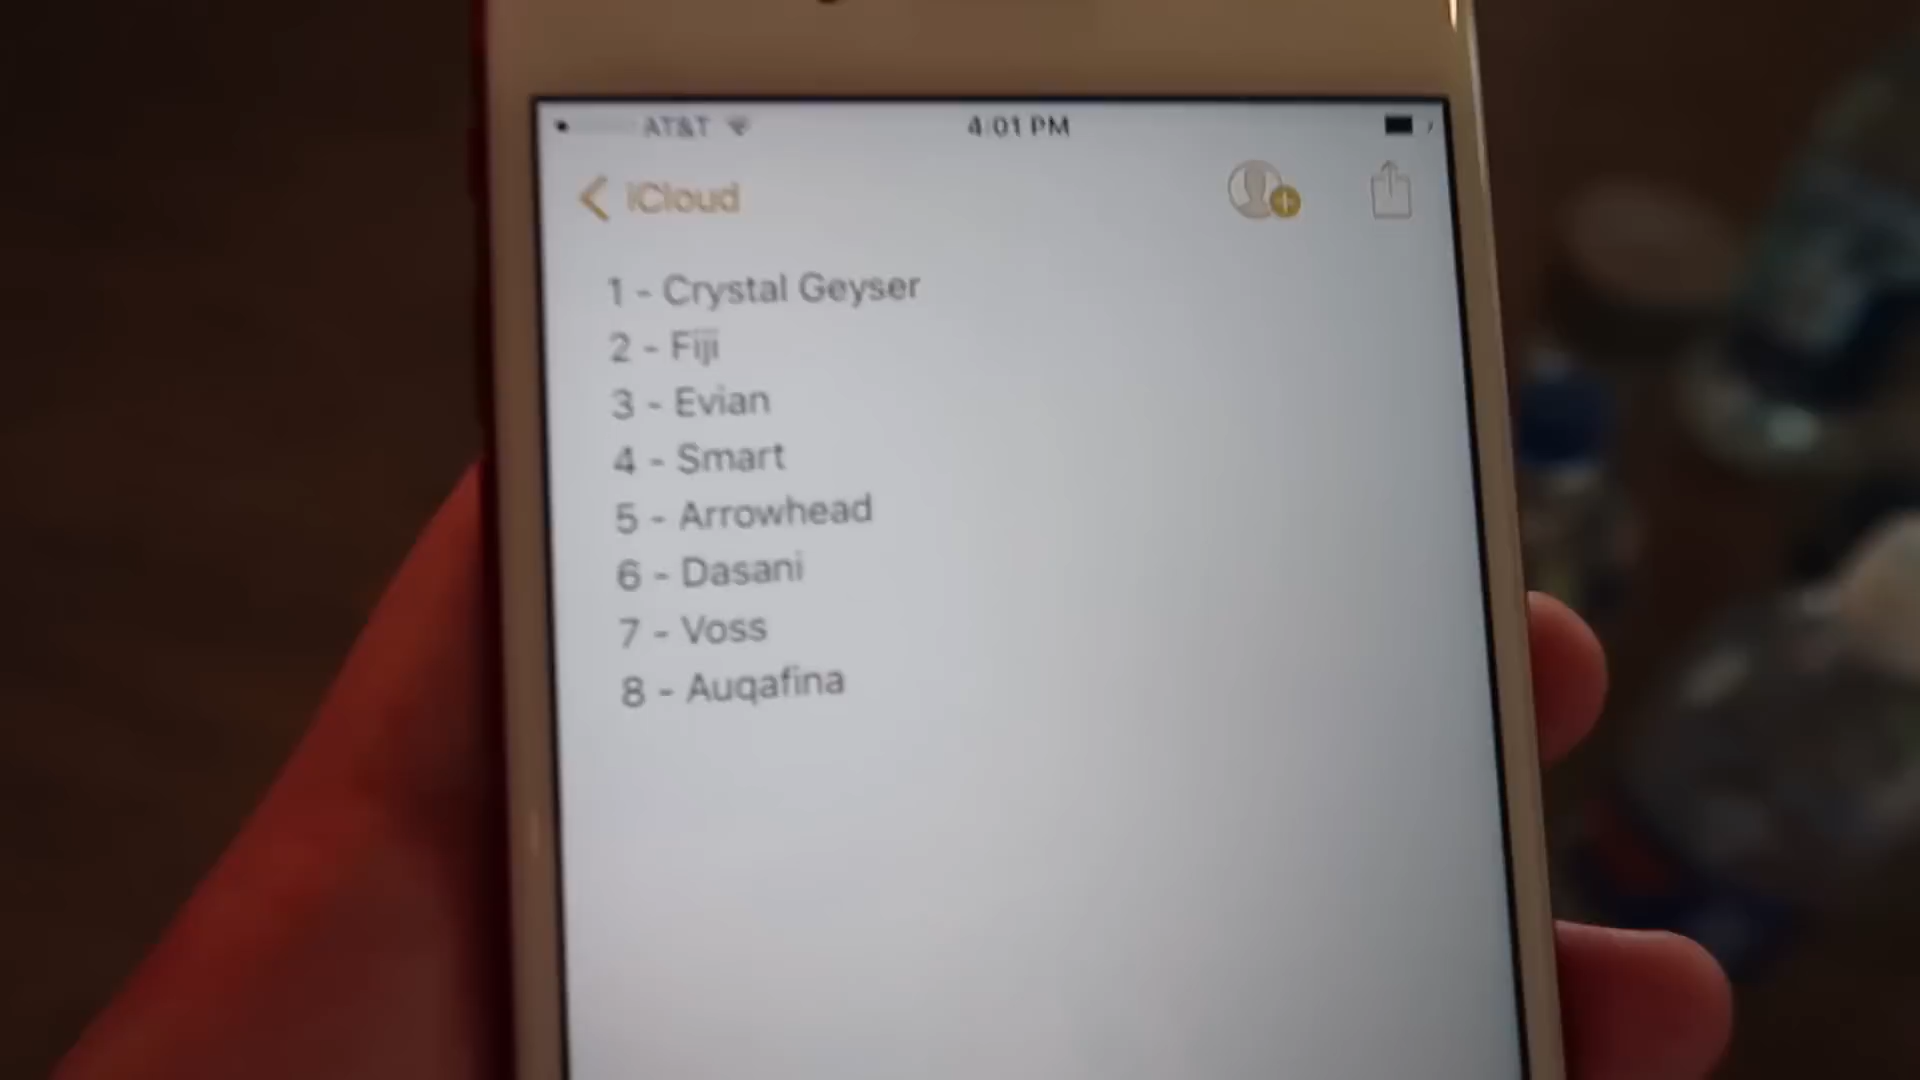 AT&T 4:01 PM
iCloud
1 - Crystal Geyser
2 - Fiji
3 - Evian
4 - Smart
5 - Arrowhead
6 - Dasani
7 - Voss
8 - Auqafina